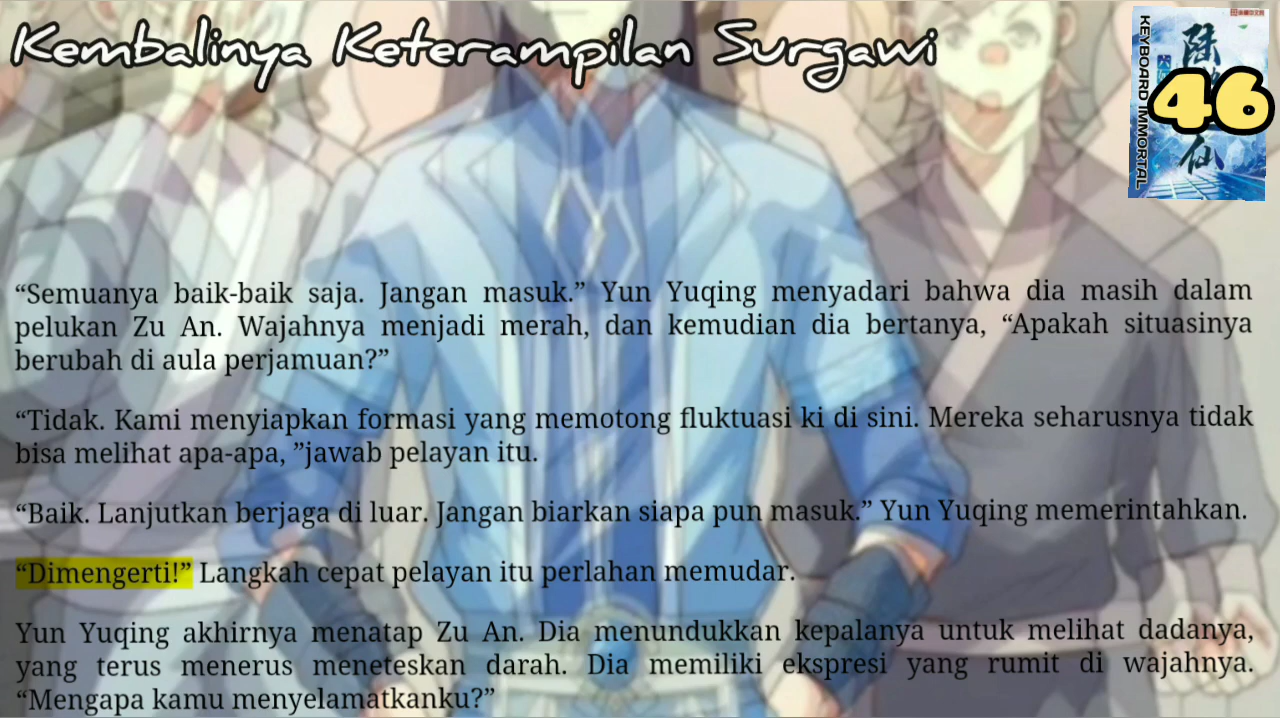 Kembalinya Keterampilan Surgawi
KEYBOARD IMMORTAL
46
“Semuanya baik-baik saja. Jangan masuk.” Yun Yuqing menyadari bahwa dia masih dalam
pelukan Zu An. Wajahnya menjadi merah, dan kemudian dia bertanya, “Apakah situasinya
berubah di aula perjamuan?”
“Tidak. Kami menyiapkan formasi yang memotong fluktuasi ki di sini. Mereka seharusnya tidak
bisa melihat apa-apa, ”jawab pelayan itu.
“Baik. Lanjutkan berjaga di luar. Jangan biarkan siapa pun masuk.” Yun Yuqing memerintahkan.
“Dimengerti!” Langkah cepat pelayan itu perlahan memudar.
Yun Yuqing akhirnya menatap Zu An. Dia menundukkan kepalanya untuk melihat dadanya,
yang terus menerus meneteskan darah. Dia memiliki ekspresi yang rumit di wajahnya.
“Mengapa kamu menyelamatkanku?”